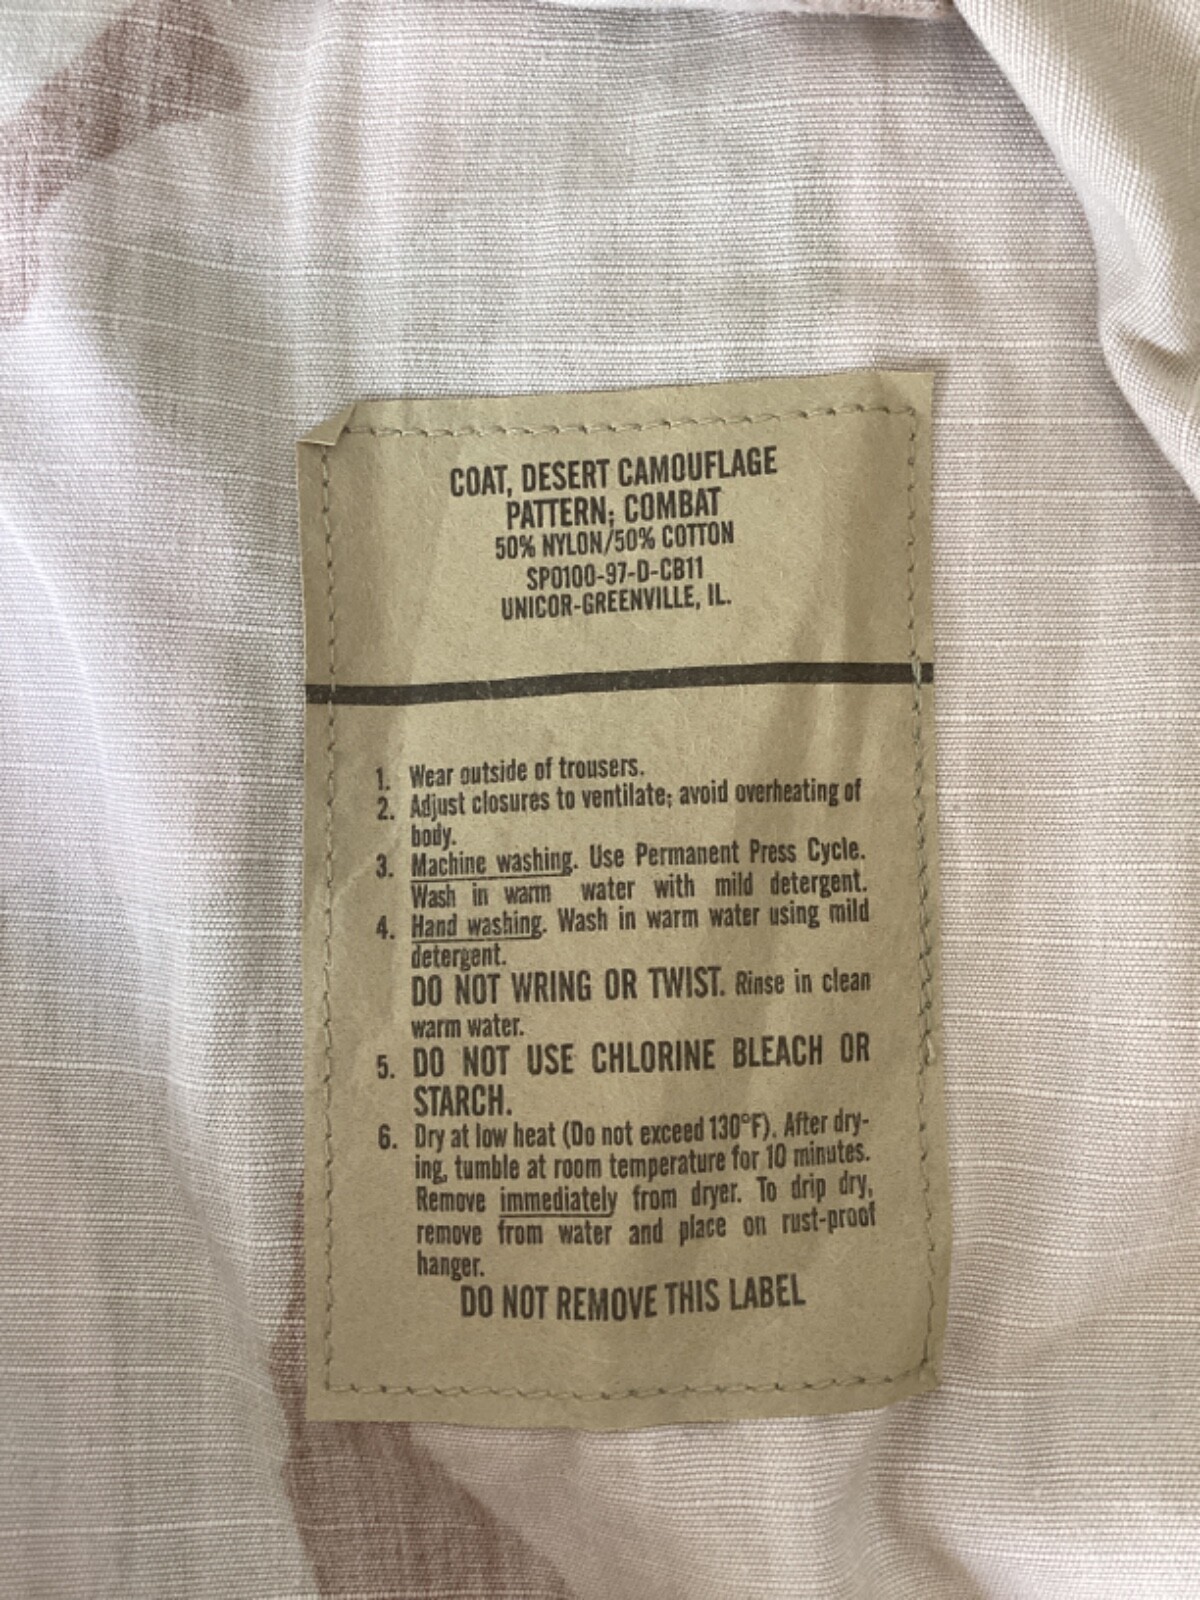 COAT, DESERT CAMOUFLAGE
PATTERN; COMBAT
50% NYLON/50% COTTON
SPO100-97-D-CB11
UNICOR-GREENVILLE, IL.
1. Wear outside of trousers.
2. Adjust closures to ventilate; avoid overheating of
body.
3. Machine washing. Use Permanent Press Cycle.
Wash in warm water with mild detergent.
4. Hand washing. Wash in warm water using mild
detergent.
DO NOT WRING OR TWIST. Rinse in clean
warm water.
5. DO NOT USE CHLORINE BLEACH OR
STARCH.
6. Dry at low heat (Do not exceed 130°F). After dry-
ing, tumble at room temperature for 10 minutes.
Remove immediately from dryer. To drip dry,
remove from water and place on rust-proof
hanger.
DO NOT REMOVE THIS LABEL